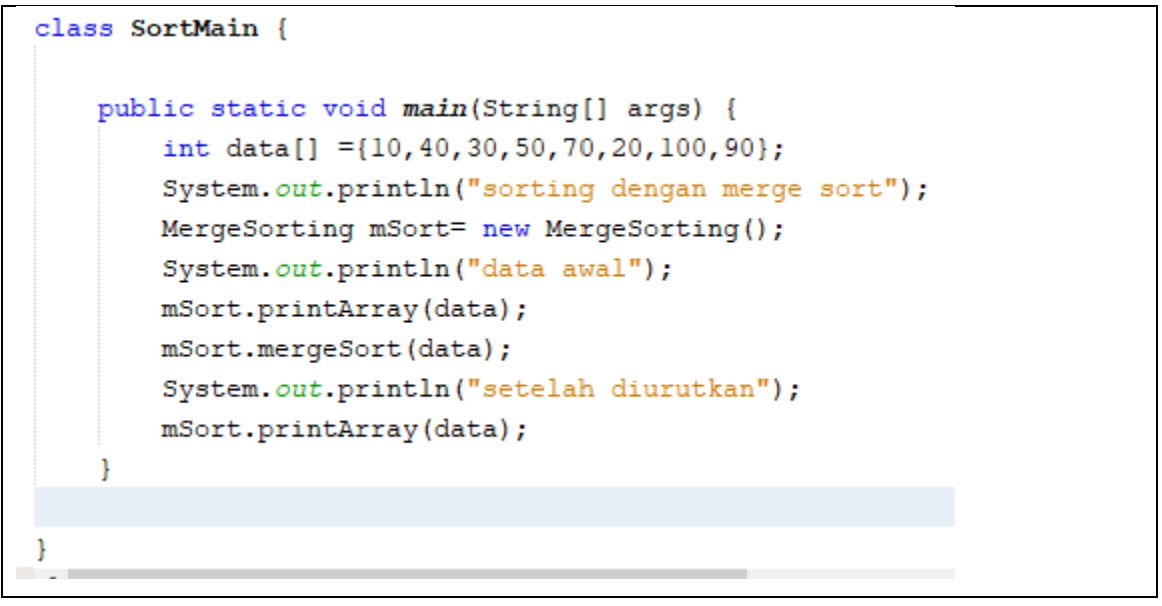 class SortMain {
public static void main(String[] args) {
int data[] ={10,40,30,50,70,20,100,90};
System.out.println("sorting dengan merge sort");
MergeSorting mSort= new MergeSorting();
System.out.println("data awal");
mSort.printArray(data);
mSort.mergeSort(data);
System.out.println("setelah diurutkan");
mSort.printArray(data);
}
}